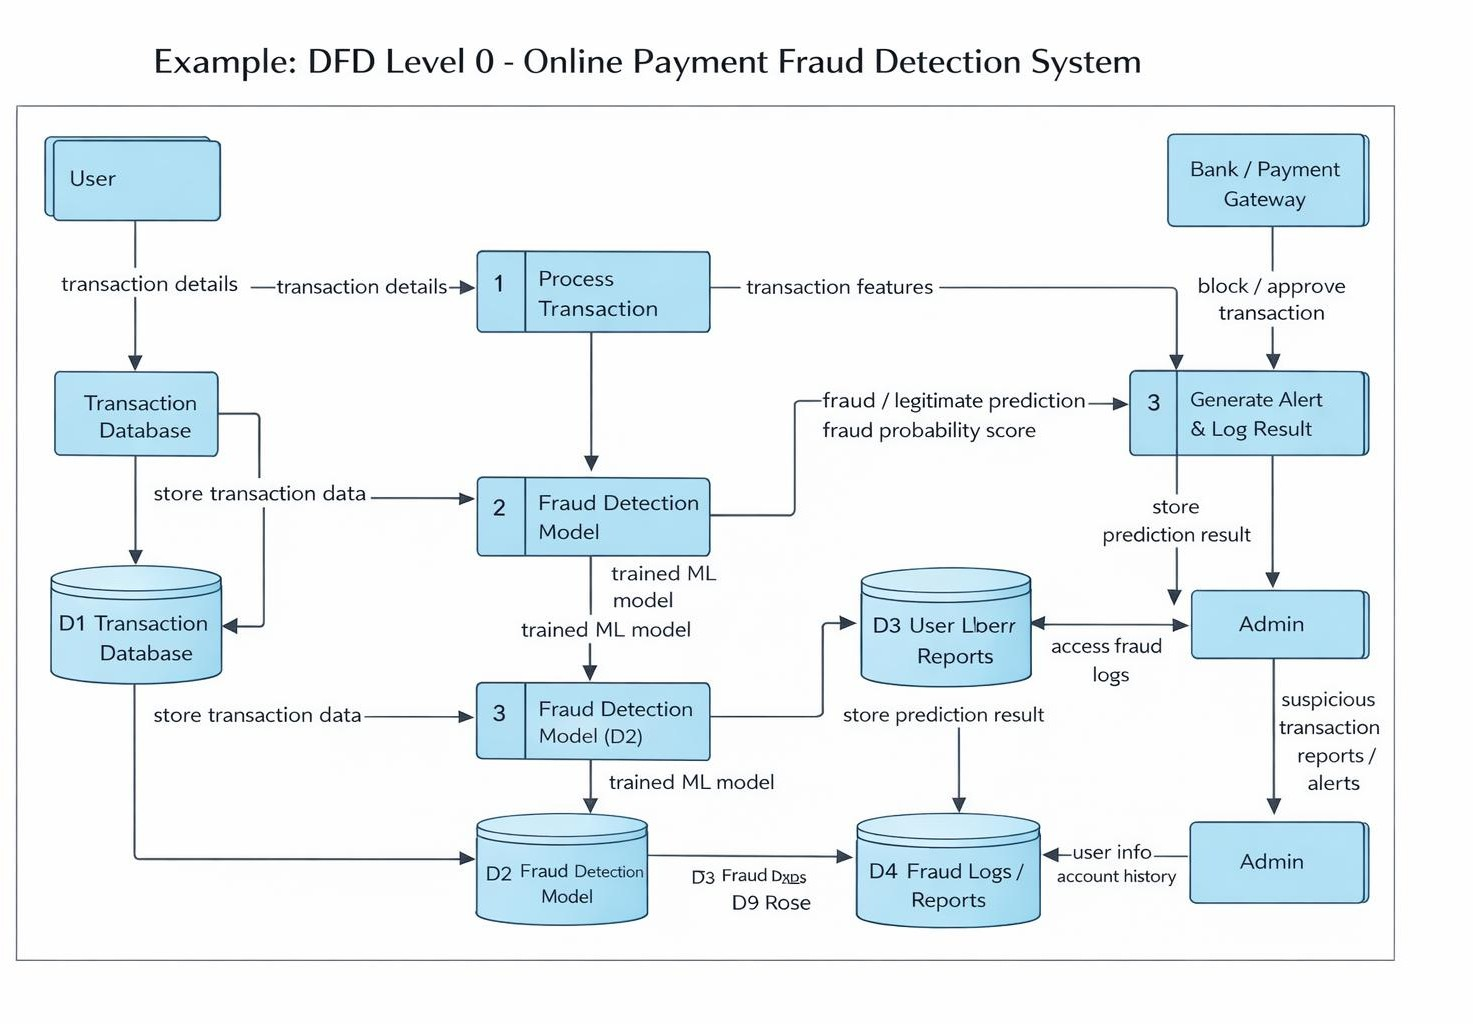 Example: DFD Level 0 - Online Payment Fraud Detection System
User
Bank / Payment
Gateway
transaction details
transaction details
1
Process
Transaction
transaction features
block / approve
transaction
Transaction
Database
fraud / legitimate prediction
fraud probability score
3
Generate Alert
& Log Result
store transaction data
2
Fraud Detection
Model
store
prediction result
trained ML
model
trained ML model
D1 Transaction
Database
D3 User
Reports
access fraud
logs
Admin
store transaction data
3
Fraud Detection
Model (D2)
store prediction result
suspicious
transaction
reports /
alerts
trained ML model
D2 Fraud Detection
Model
D3 Fraud
D9 Rose
D4 Fraud Logs /
Reports
user info
account history
Admin